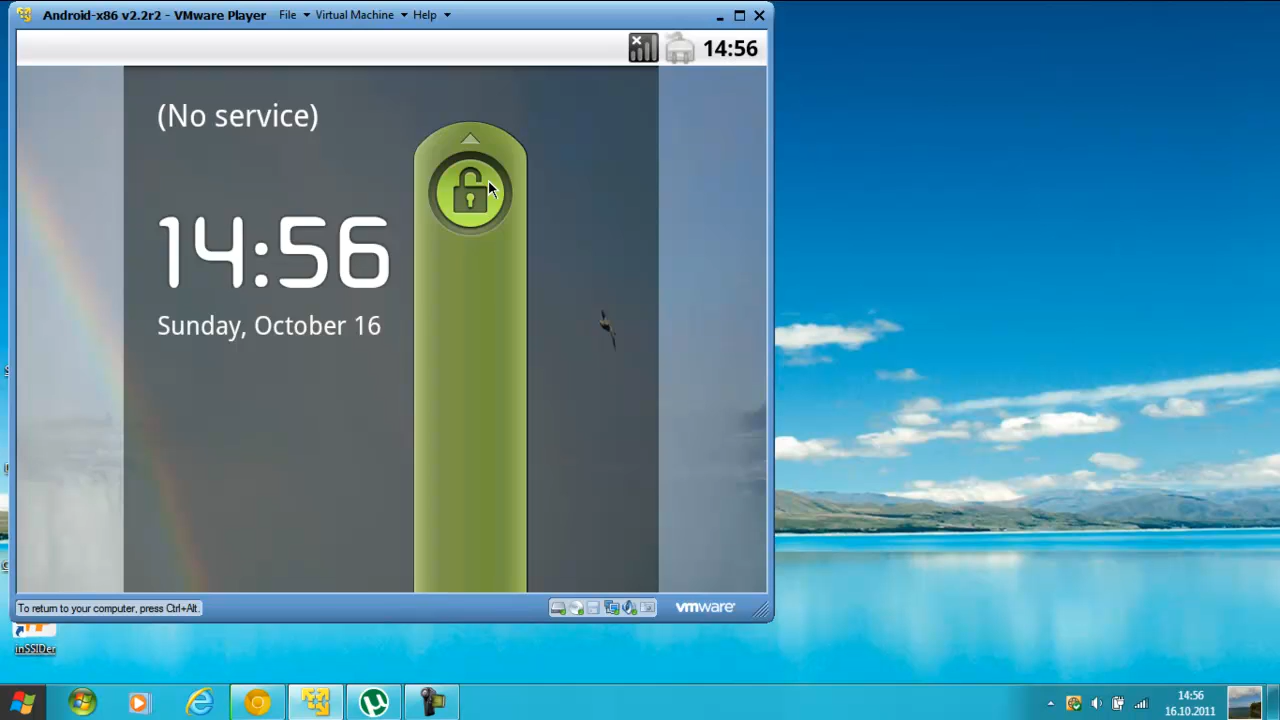 Android-x86 v2.2r2 - VMware Player File Virtual Machine Help
14:56
(No service)
14:56
Sunday, October 16
To return to your computer, press Ctrl+Alt.
vmware
inSSIDer
14:56
16.10.2011